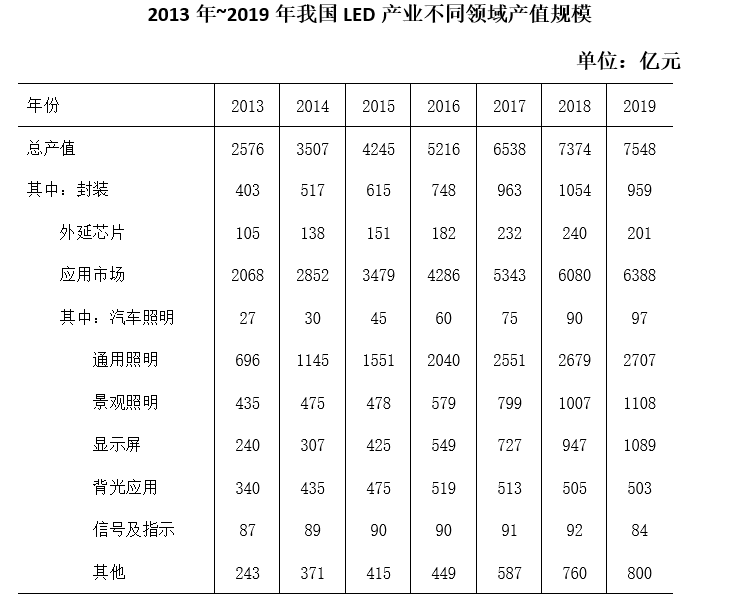 2013 年~2019 年我国 LED 产业不同领域产值规模
单位：亿元
年份 2013 2014 2015 2016 2017 2018 2019
总产值 2576 3507 4245 5216 6538 7374 7548
其中：封装 403 517 615 748 963 1054 959
外延芯片 105 138 151 182 232 240 201
应用市场 2068 2852 3479 4286 5343 6080 6388
其中：汽车照明 27 30 45 60 75 90 97
通用照明 696 1145 1551 2040 2551 2679 2707
景观照明 435 475 478 579 799 1007 1108
显示屏 240 307 425 549 727 947 1089
背光应用 340 435 475 519 513 505 503
信号及指示 87 89 90 90 91 92 84
其他 243 371 415 449 587 760 800